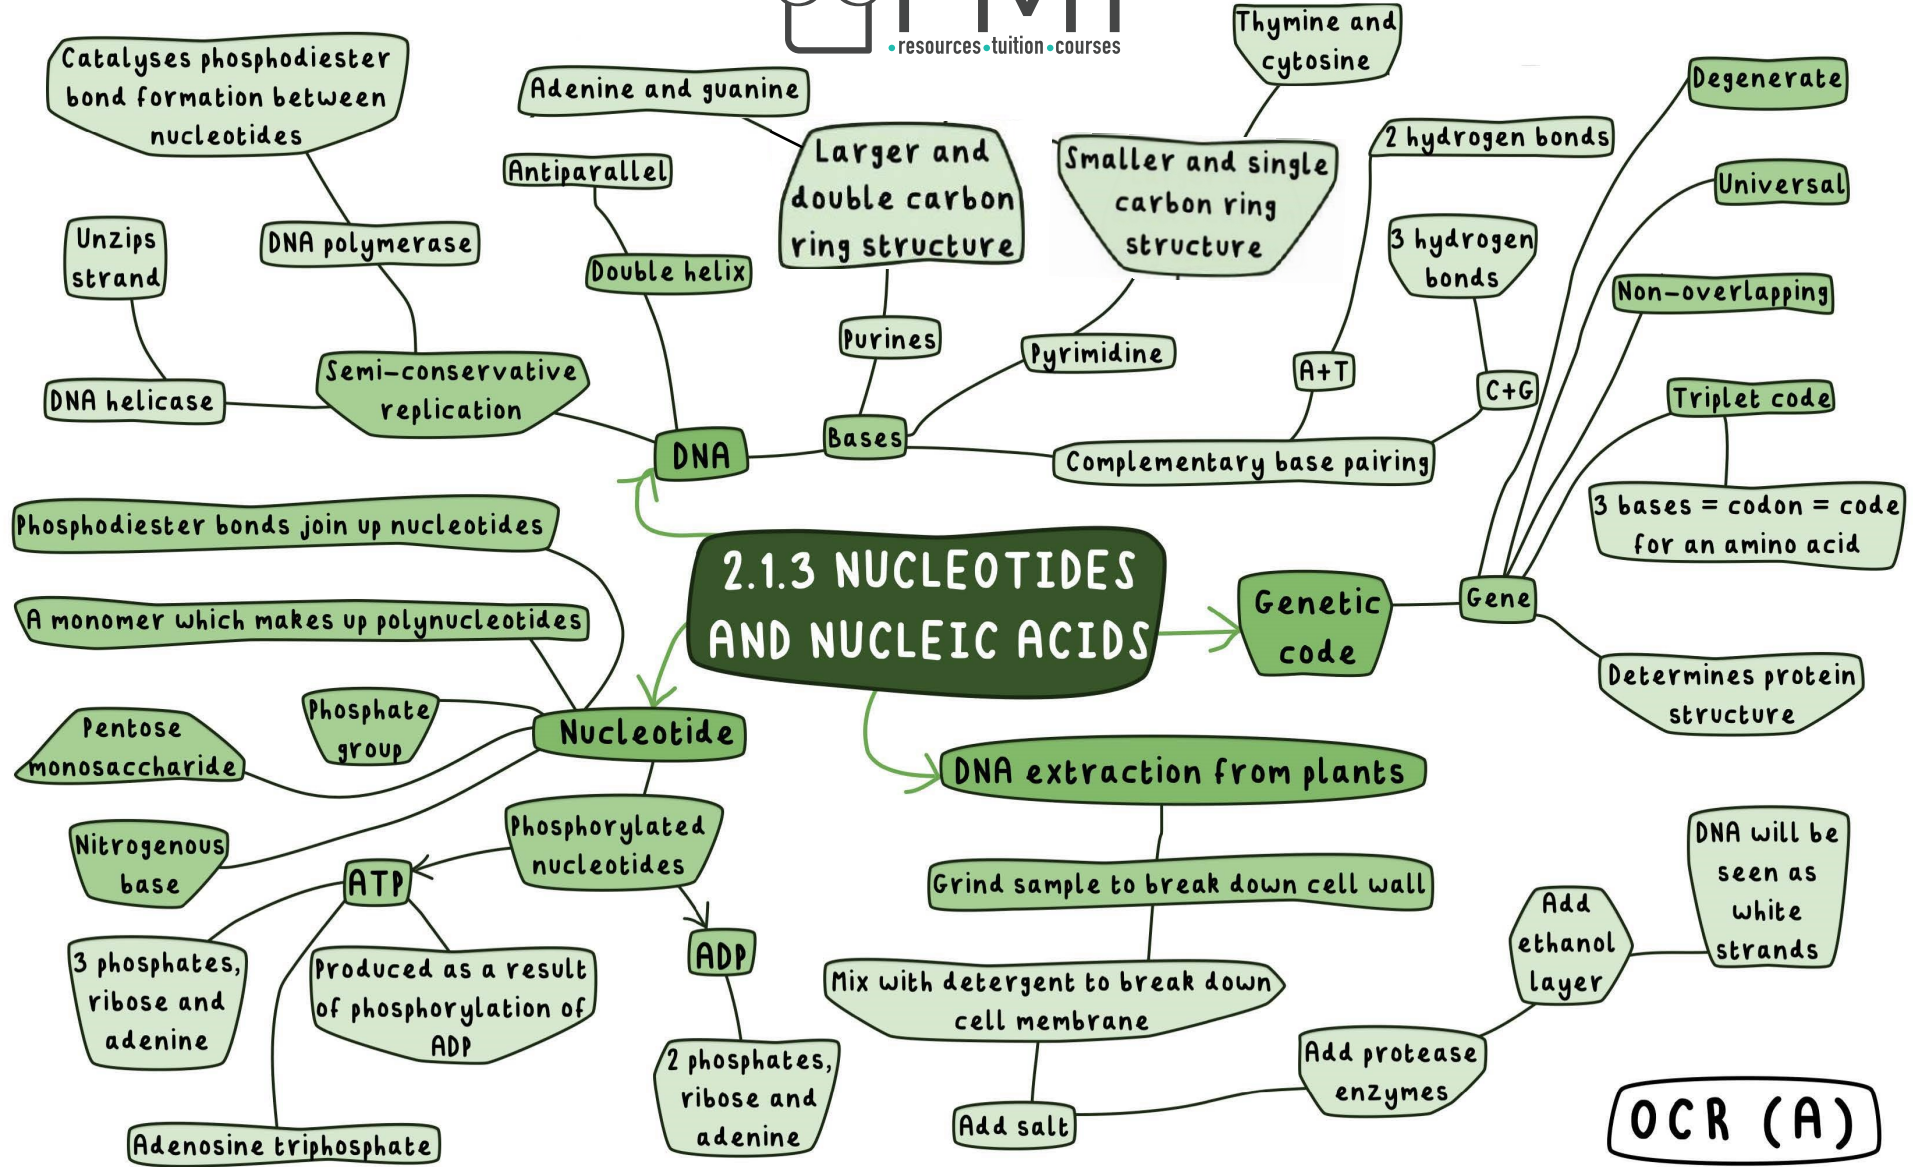 PMT
•resources•tuition•courses
Catalyses phosphodiester
bond formation between
nucleotides
Adenine and guanine
Thymine and
cytosine
Degenerate
Antiparallel
Larger and
double carbon
ring structure
Smaller and single
carbon ring
structure
2 hydrogen bonds
Universal
Unzips
strand
DNA polymerase
Double helix
3 hydrogen
bonds
Non-overlapping
Purines
Pyrimidine
A+T
C+G
Triplet code
DNA helicase
Semi-conservative
replication
DNA
Bases
Complementary base pairing
3 bases = codon = code
for an amino acid
Phosphodiester bonds join up nucleotides
2.1.3 NUCLEOTIDES
AND NUCLEIC ACIDS
Genetic
code
Gene
A monomer which makes up polynucleotides
Determines protein
structure
Phosphate
group
Pentose
monosaccharide
Nucleotide
DNA extraction from plants
Nitrogenous
base
Phosphorylated
nucleotides
ATP
Grind sample to break down cell wall
DNA will be
seen as
white
strands
Add
ethanol
layer
ADP
3 phosphates,
ribose and
adenine
Produced as a result
of phosphorylation of
ADP
Mix with detergent to break down
cell membrane
2 phosphates,
ribose and
adenine
Add protease
enzymes
Add salt
Adenosine triphosphate
OCR (A)